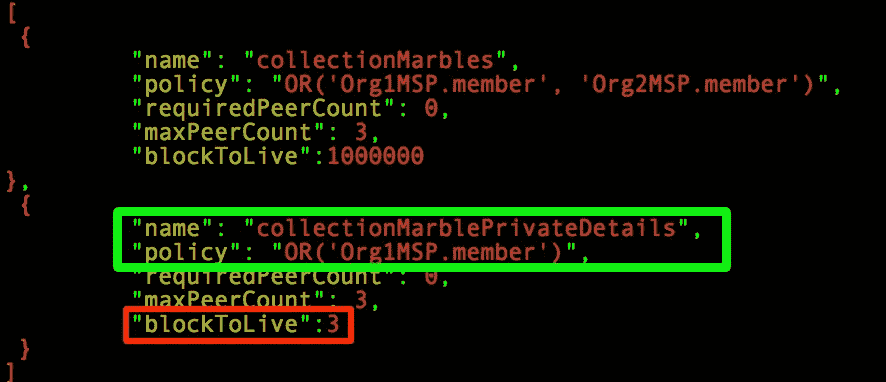 [
{
"name": "collectionMarbles",
"policy": "OR('Org1MSP.member', 'Org2MSP.member')",
"requiredPeerCount": 0,
"maxPeerCount": 3,
"blockToLive":1000000
},
{
"name": "collectionMarblePrivateDetails",
"policy": "OR('Org1MSP.member')",
"requiredPeerCount": 0,
"maxPeerCount": 3,
"blockToLive":3
}
]